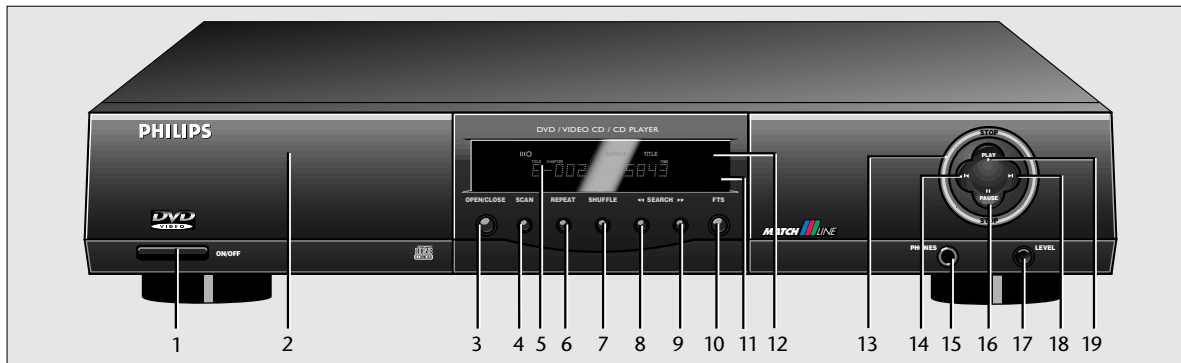 PHILIPS
DVD / VIDEO CD / CD PLAYER
REPEAT TITLE
TITLE CHAPTER TIME
5843
OPEN/CLOSE SCAN REPEAT SHUFFLE SEARCH FTS
STOP
PLAY
PAUSE
STOP
DVD
VIDEO
MATCH LINE
ON/OFF
PHONES LEVEL
1 2 3 4 5 6 7 8 9 10 11 12 13 14 15 16 17 18 19